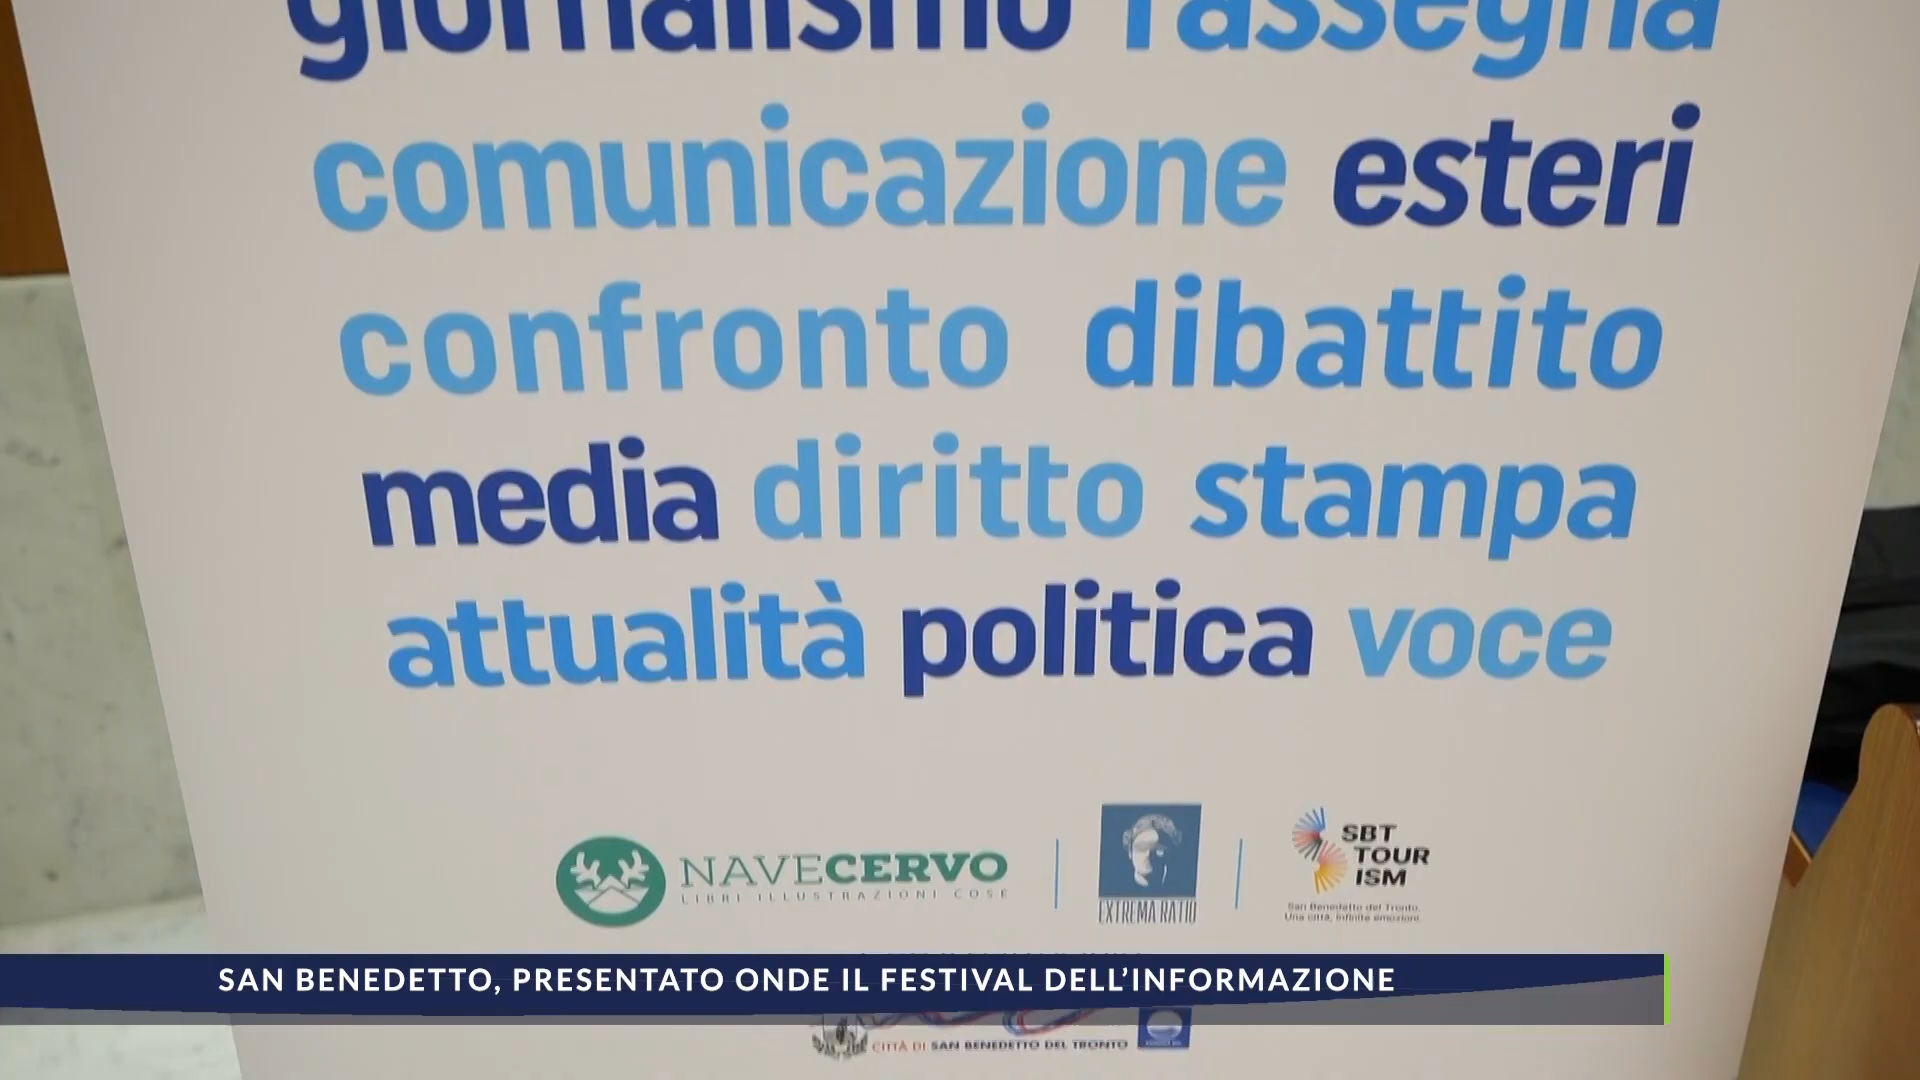 giornalismo rassegna
comunicazione esteri
confronto dibattito
media diritto stampa
attualità politica voce
NAVECERVO
LIBRI ILLUSTRAZIONI COSE
EXTREMA RATIO
SBT
TOUR
ISM
San Benedetto del Tronto.
Una città, infinite emozioni.
SAN BENEDETTO, PRESENTATO ONDE IL FESTIVAL DELL’INFORMAZIONE
CITTÀ DI SAN BENEDETTO DEL TRONTO